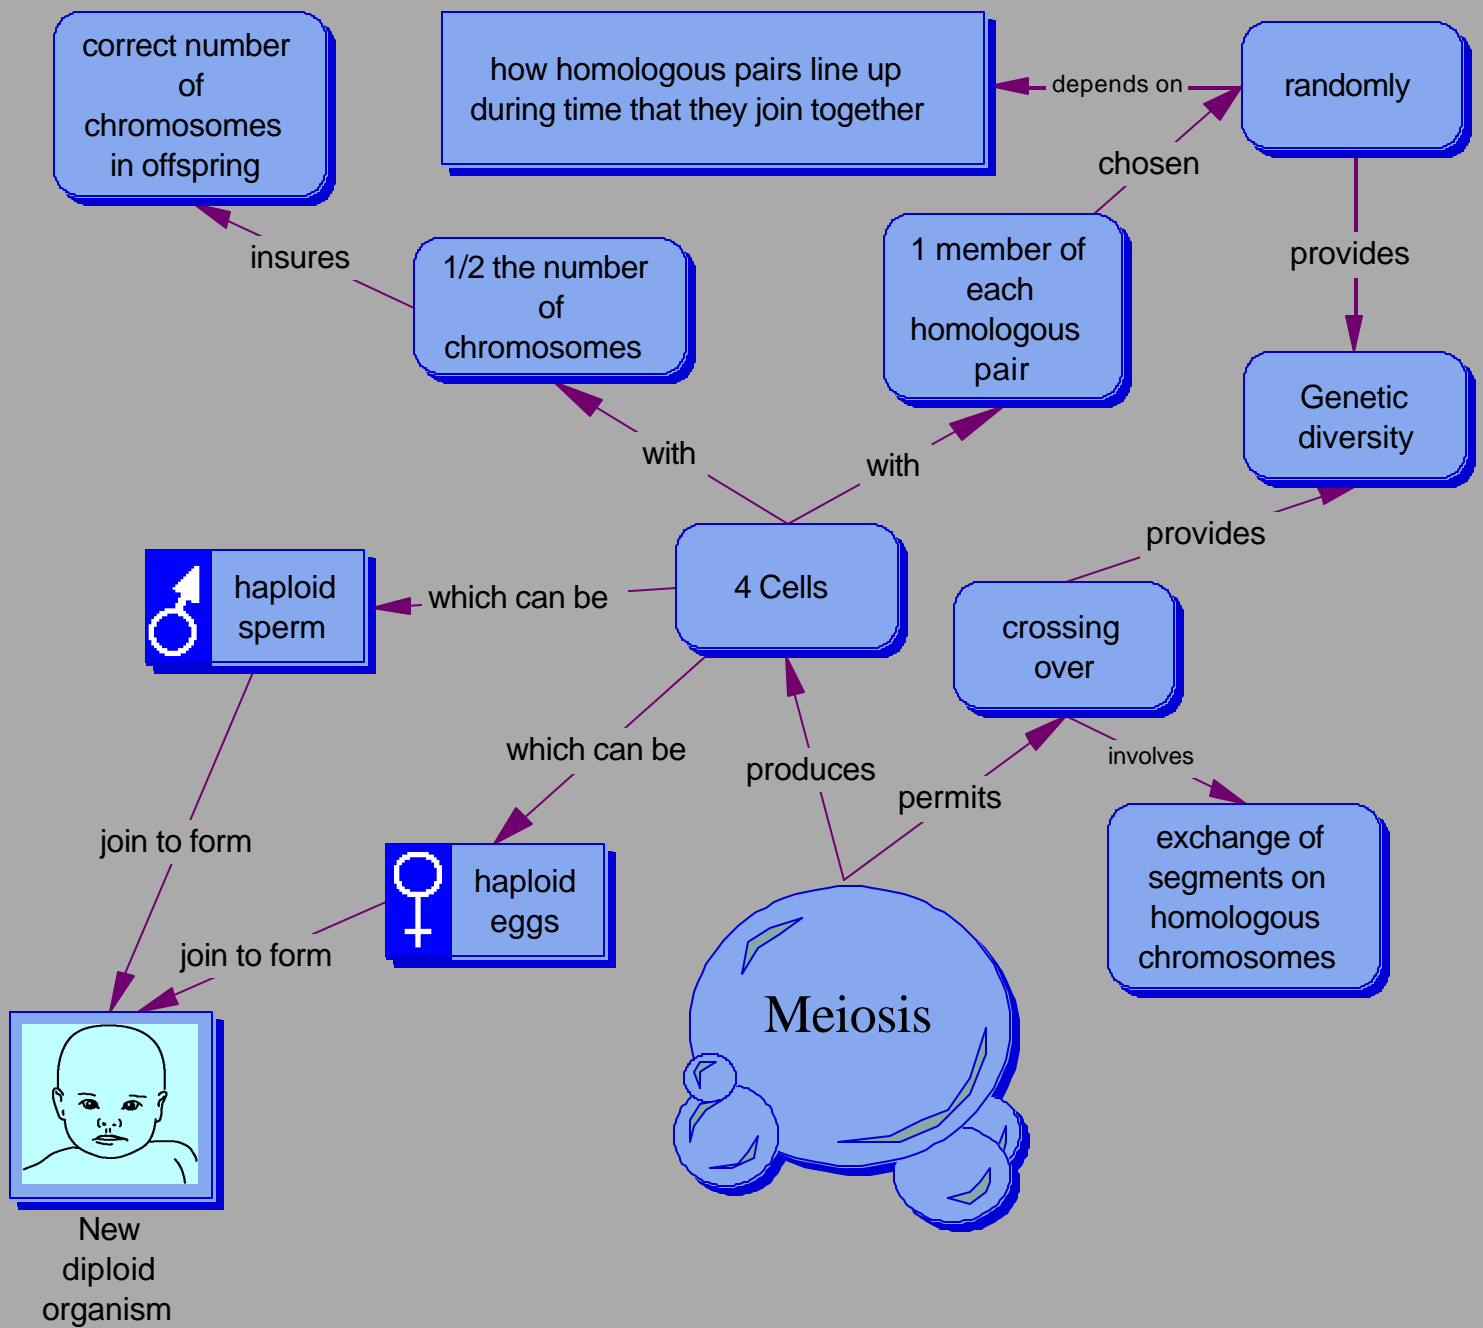 correct number
of
chromosomes
in offspring
how homologous pairs line up
during time that they join together
depends on
randomly
chosen
insures
1/2 the number
of
chromosomes
1 member of
each
homologous
pair
provides
Genetic
diversity
with
with
provides
haploid
sperm
which can be
4 Cells
crossing
over
which can be
produces
permits
involves
join to form
haploid
eggs
exchange of
segments on
homologous
chromosomes
join to form
Meiosis
New
diploid
organism